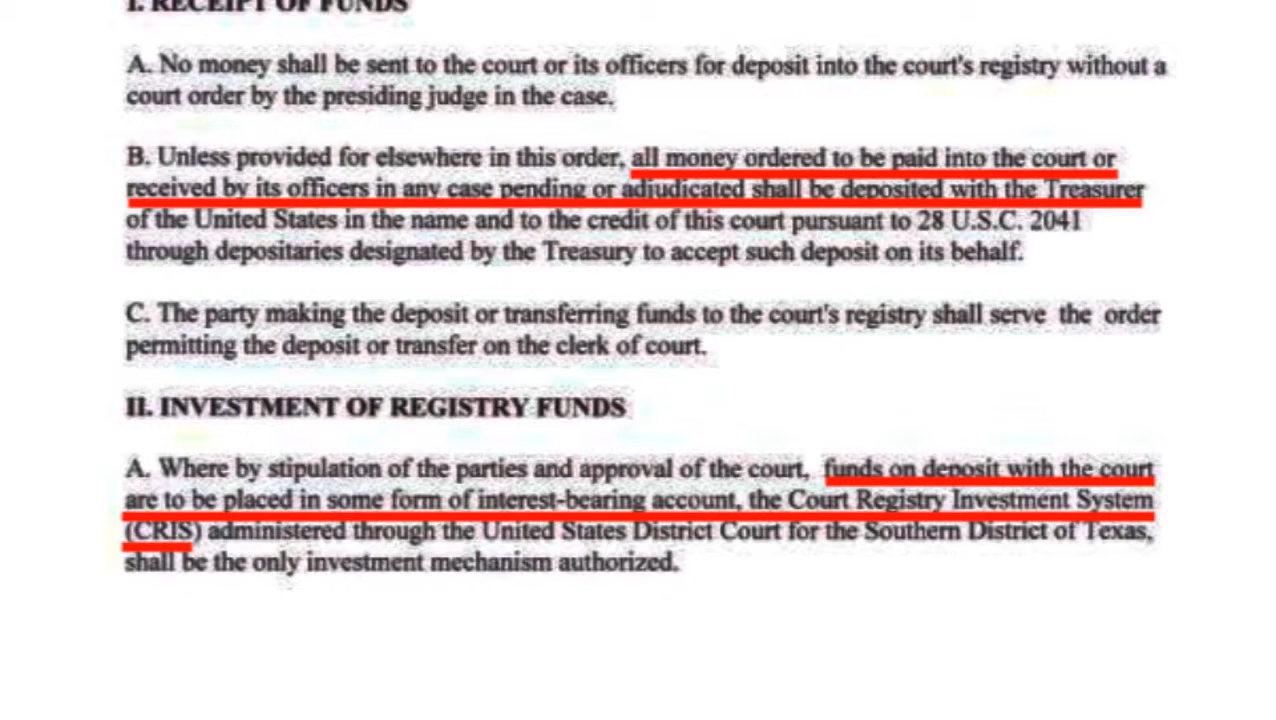 I. RECEIPT OF FUNDS
A. No money shall be sent to the court or its officers for deposit into the court's registry without a
court order by the presiding judge in the case.
B. Unless provided for elsewhere in this order, all money ordered to be paid into the court or
received by its officers in any case pending or adjudicated shall be deposited with the Treasurer
of the United States in the name and to the credit of this court pursuant to 28 U.S.C. 2041
through depositaries designated by the Treasury to accept such deposit on its behalf.
C. The party making the deposit or transferring funds to the court's registry shall serve the order
permitting the deposit or transfer on the clerk of court.
II. INVESTMENT OF REGISTRY FUNDS
A. Where by stipulation of the parties and approval of the court, funds on deposit with the court
are to be placed in some form of interest-bearing account, the Court Registry Investment System
(CRIS) administered through the United States District Court for the Southern District of Texas,
shall be the only investment mechanism authorized.